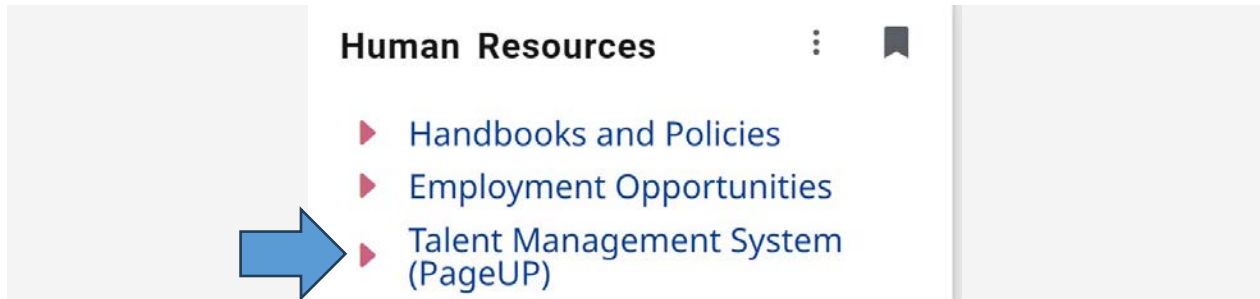 Human Resources
Handbooks and Policies
Employment Opportunities
Talent Management System
(PageUP)